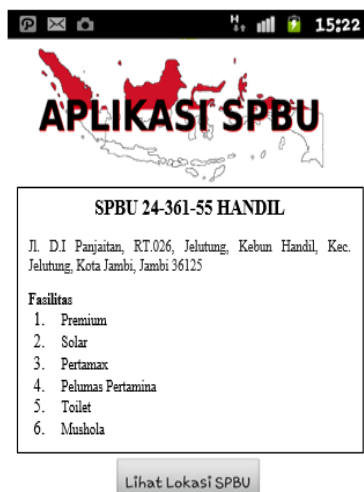 H
15:22
APLIKASI SPBU
SPBU 24-361-55 HANDIL
Jl. D.I Panjaitan, RT.026, Jelutung, Kebun Handil, Kec.
Jelutung, Kota Jambi, Jambi 36125
Fasilitas
1. Premium
2. Solar
3. Pertamax
4. Pelumas Pertamina
5. Toilet
6. Mushola
Lihat Lokasi SPBU